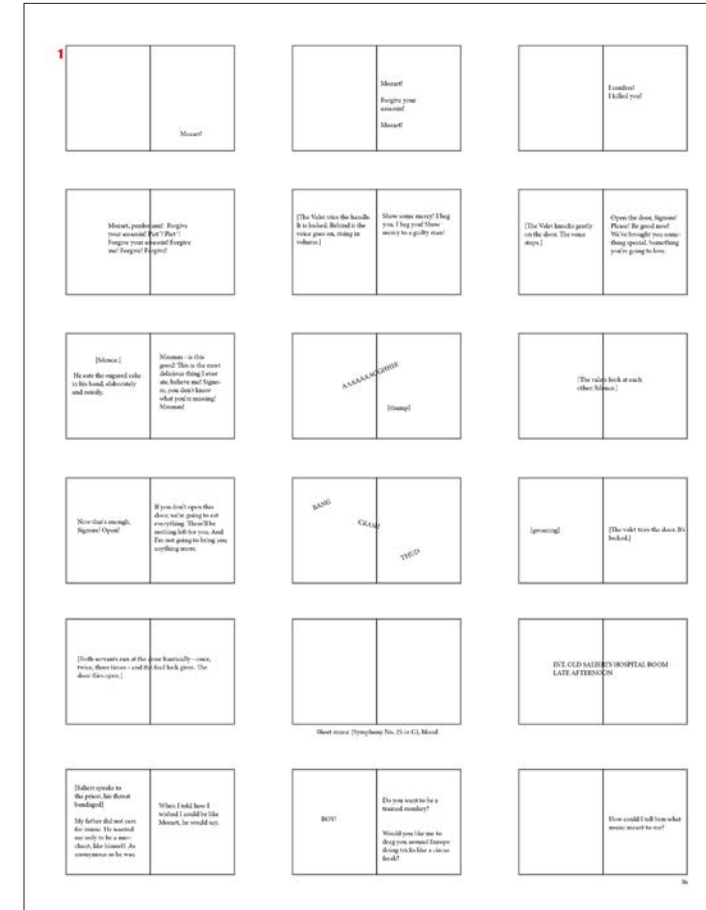 1
Mozart!
Mozart!
Forgive your
assassin!
Mozart!
I confess!
I killed you!
Mozart, perdonami! Forgive
your assassin! Piet`! Piet`!
Forgive your assassin! Forgive
me! Forgive! Forgive!
[The Valet tries the handle.
It is locked. Behind it the
voice goes on, rising in
volume.]
Show some mercy! I beg
you, I beg you! Show
mercy to a guilty man!
[The Valet knocks gently
on the door. The voice
stops.]
Open the door, Signore!
Please! Be good now!
We've brought you some-
thing special. Something
you're going to love.
[Silence.]
He eats the sugared cake
in his hand, elaborately
and noisily.
Mmmm - is this
good! This is the most
delicious thing I ever
ate, believe me! Signo-
re, you don't know
what you're missing!
Mmmm!
[thump]
[The valets look at each
other. Silence.]
Now that's enough,
Signore! Open!
If you don't open this
door, we're going to eat
everything. There'll be
nothing left for you. And
I'm not going to bring you
anything more.
BANG
CRASH
THUD
[groaning]
[The valet tries the door. It's
locked.]
[Both servants run at the door frantically - once,
twice, three times - and the foul lock gives. The
door flies open.]
Sheet music (Symphony No. 25 in G), blood
INT. OLD SALIERI'S HOSPITAL ROOM -
LATE AFTERNOON
[Salieri speaks to
the priest, his throat
bandaged]
My father did not care
for music. He wanted
me only to be a mer-
chant, like himself. As
anonymous as he was.
When I told how I
wished I could be like
Mozart, he would say,
BOY!
Do you want to be a
trained monkey?
Would you like me to
drag you around Europe
doing tricks like a circus
freak?
How could I tell him what
music meant to me?
36